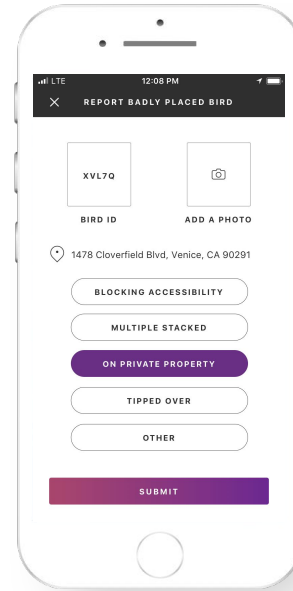 LTE 12:08 PM
REPORT BADLY PLACED BIRD
XVL7Q
BIRD ID ADD A PHOTO
1478 Cloverfield Blvd, Venice, CA 90291
BLOCKING ACCESSIBILITY
MULTIPLE STACKED
ON PRIVATE PROPERTY
TIPPED OVER
OTHER
SUBMIT